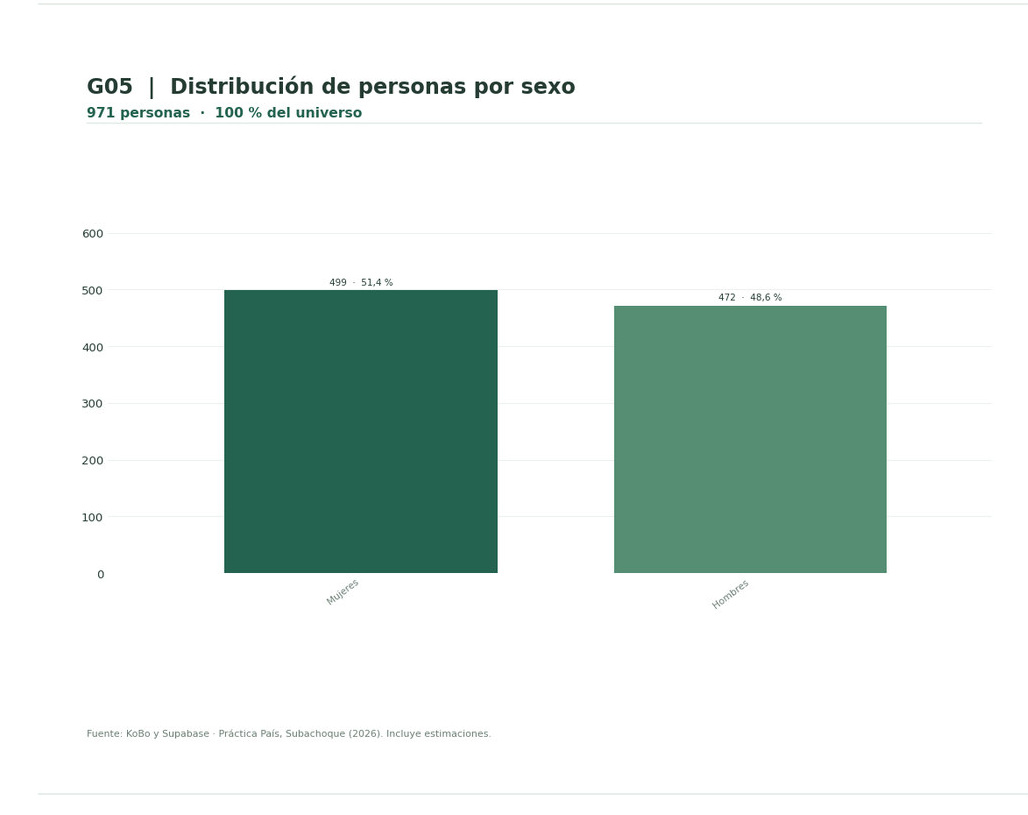 G05 | Distribución de personas por sexo
971 personas · 100 % del universo
600
500
400
300
200
100
0
499 · 51,4 %
472 · 48,6 %
Mujeres
Hombres
Fuente: KoBo y Supabase · Práctica País, Subachoque (2026). Incluye estimaciones.